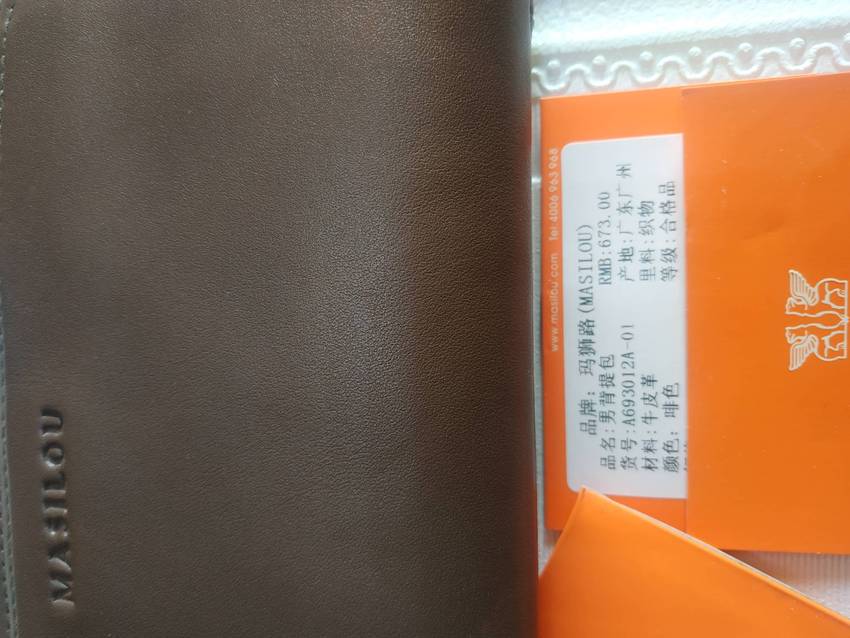 MASILOU
www.masilou.com Tel:4006 963 968
品牌: 玛狮路(MASILOU)
品名:男背提包 RMB:673.00
货号:A693012A-01 产地:广东广州
材料:牛皮革 里料:织物
颜色: 啡色 等级:合格品